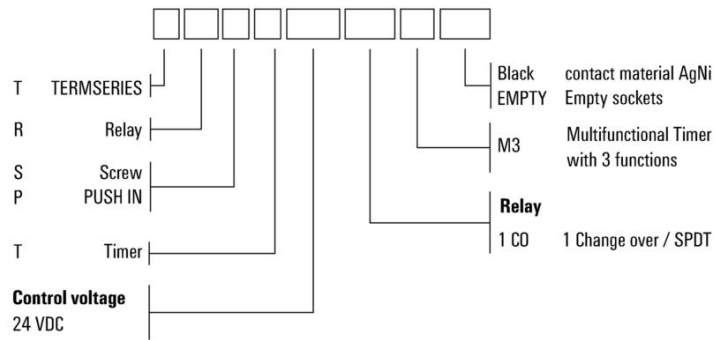 T TERMSERIES
R Relay
S Screw
P PUSH IN
T Timer
Control voltage
24 VDC
Black contact material AgNi
EMPTY Empty sockets
M3 Multifunctional Timer
with 3 functions
Relay
1 CO 1 Change over / SPDT